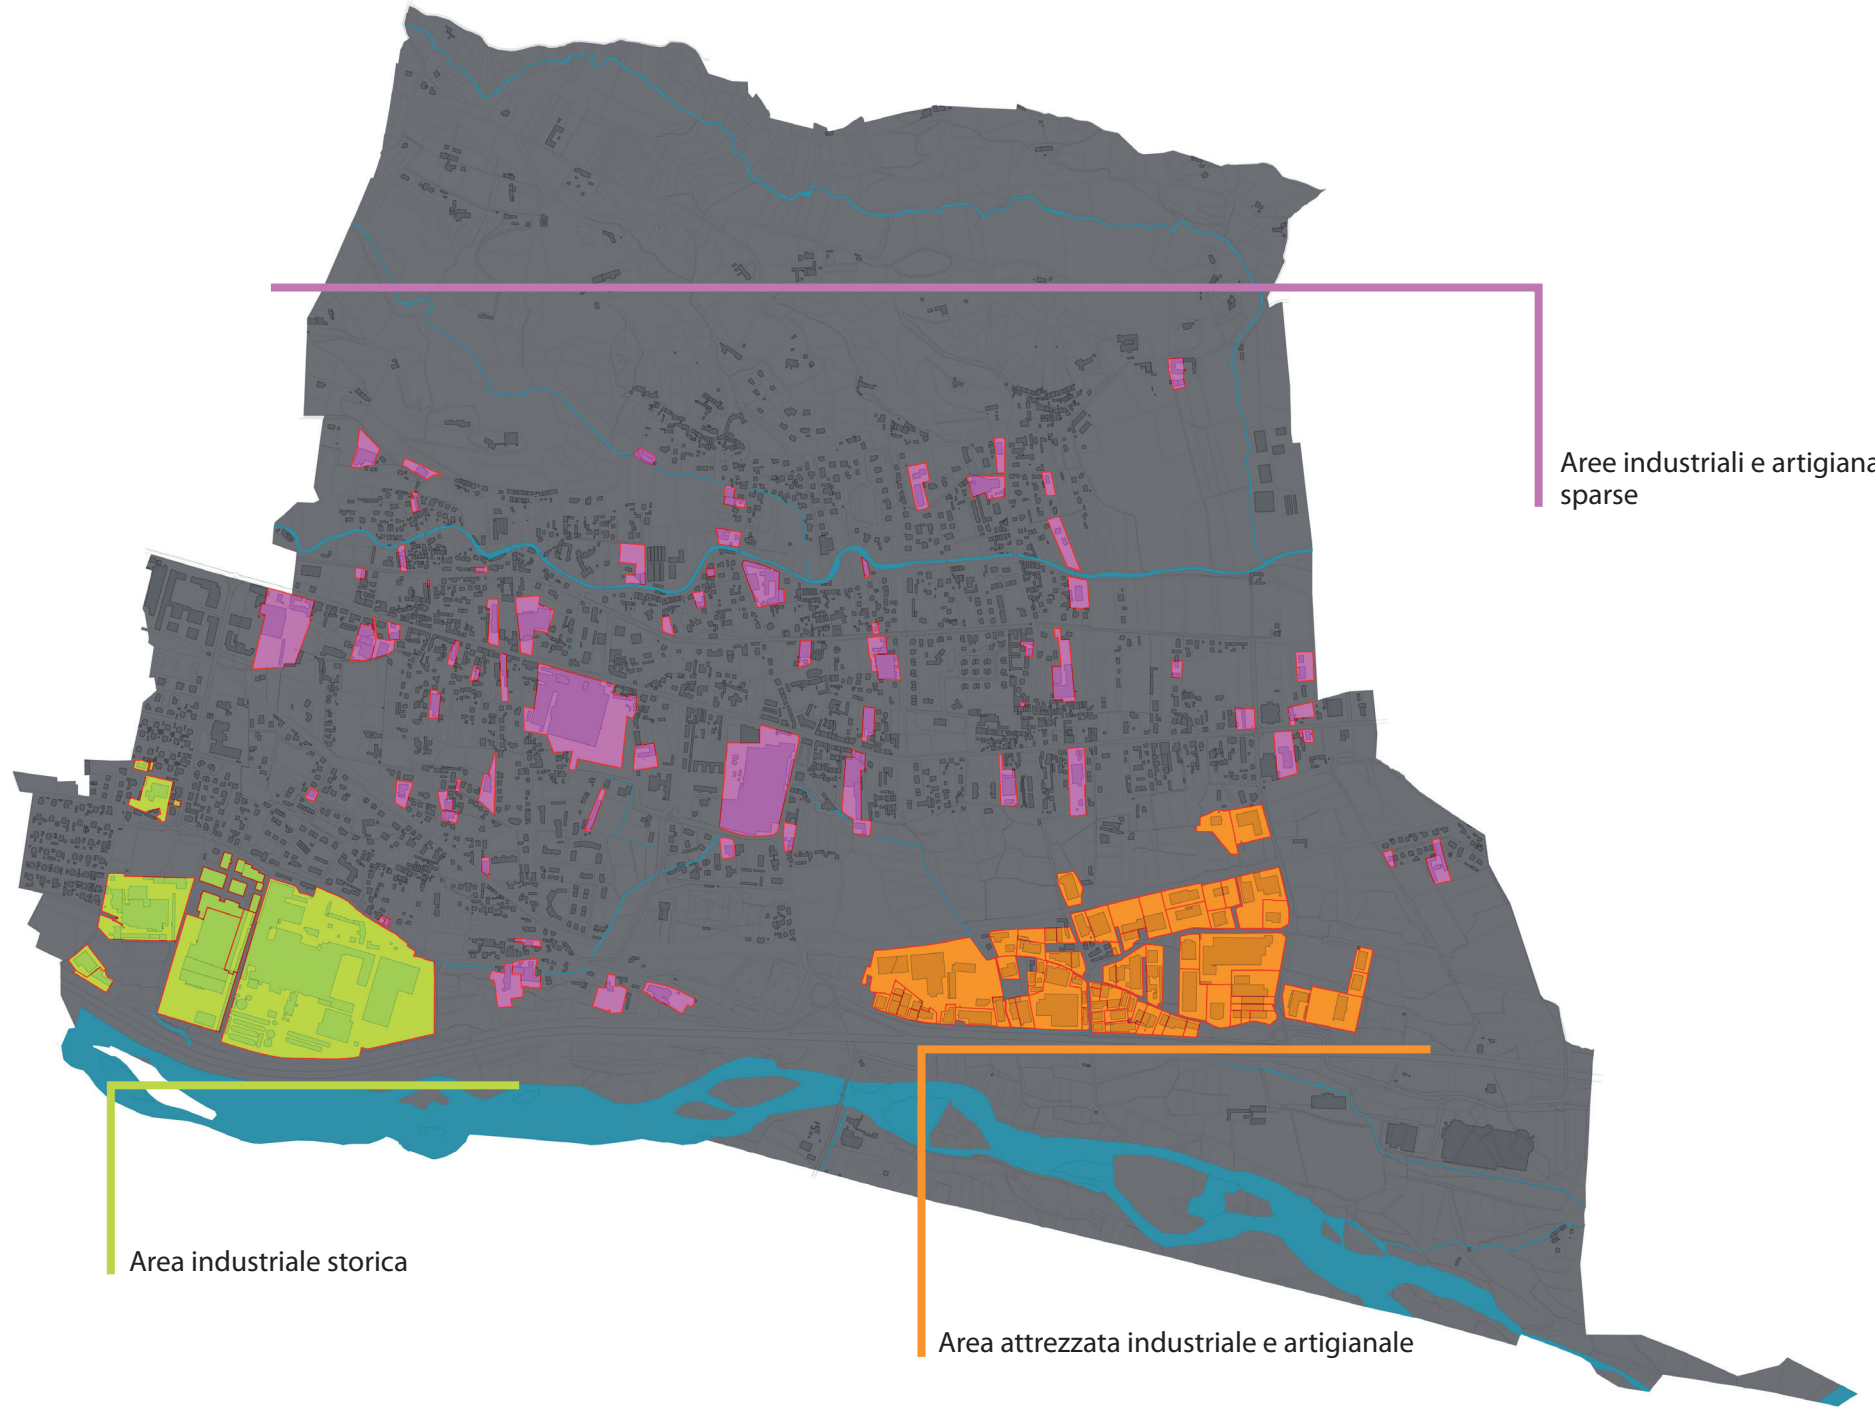 Aree industriali e artigiana
sparse
Area industriale storica
Area attrezzata industriale e artigianale